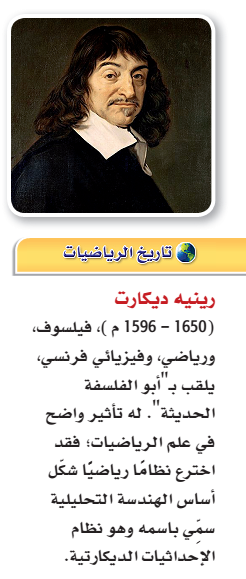 تاريخ الرياضيات
رينيه ديكارت
(1650 - 1596 م )، فيلسوف،
ورياضي، وفيزيائي فرنسي،
يلقب بـ"أبو الفلسفة
الحديثة". له تأثير واضح
في علم الرياضيات؛ فقد
اخترع نظامًا رياضيًا شكّل
أساس الهندسة التحليلية
سمِّي باسمه وهو نظام
الإحداثيات الديكارتية.